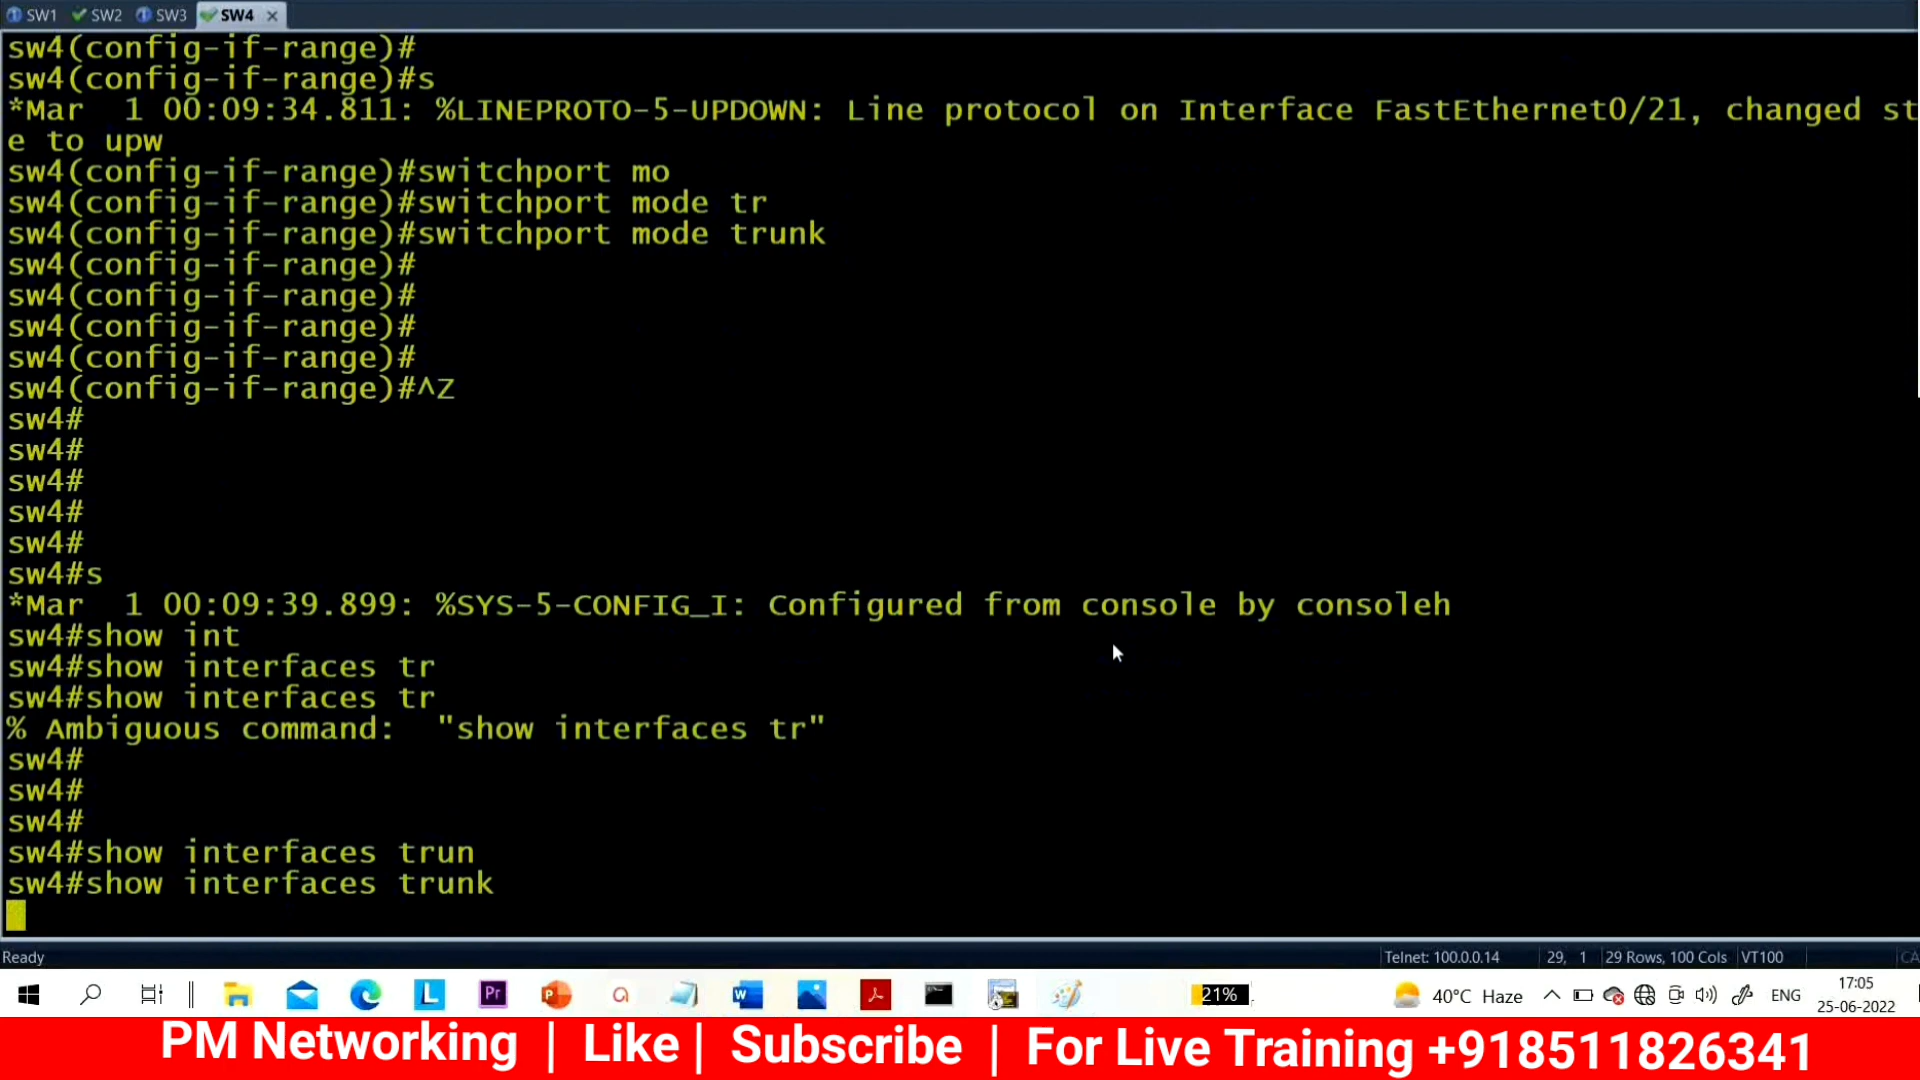 SW1 SW2 SW3 SW4
sw4(config-if-range)#
sw4(config-if-range)#s
*Mar  1 00:09:34.811: %LINEPROTO-5-UPDOWN: Line protocol on Interface FastEthernet0/21, changed st
e to upw
sw4(config-if-range)#switchport mo
sw4(config-if-range)#switchport mode tr
sw4(config-if-range)#switchport mode trunk
sw4(config-if-range)#
sw4(config-if-range)#
sw4(config-if-range)#
sw4(config-if-range)#
sw4(config-if-range)#^Z
sw4#
sw4#
sw4#
sw4#
sw4#
sw4#s
*Mar  1 00:09:39.899: %SYS-5-CONFIG_I: Configured from console by consoleh
sw4#show int
sw4#show interfaces tr
sw4#show interfaces tr
% Ambiguous command:  "show interfaces tr"
sw4#
sw4#
sw4#
sw4#show interfaces trun
sw4#show interfaces trunk
Ready Telnet: 100.0.0.14 29, 1 29 Rows, 100 Cols VT100 CA
21% 40°C Haze ENG 17:05
25-06-2022
PM Networking | Like | Subscribe | For Live Training +918511826341